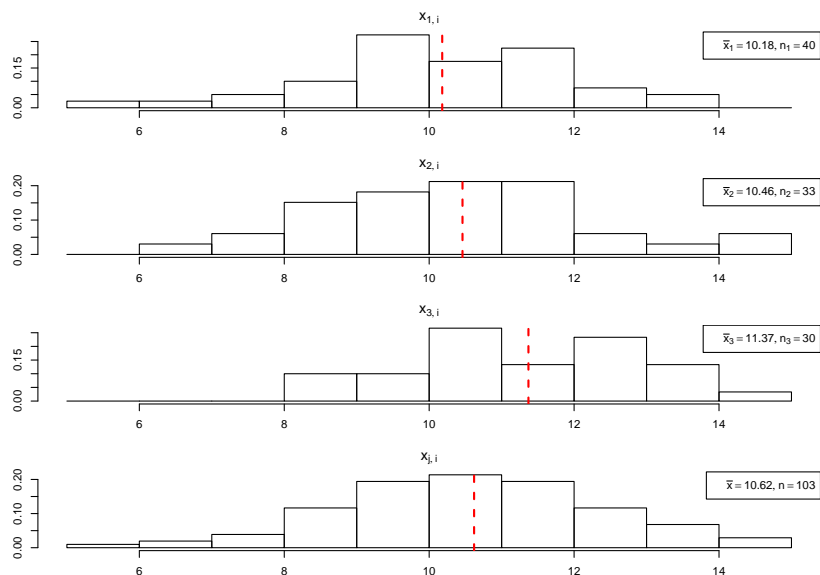 x₁, ᵢ
x̄₁ = 10.18, n₁ = 40
0.00 0.15
6 8 10 12 14
x₂, ᵢ
x̄₂ = 10.46, n₂ = 33
0.00 0.10 0.20
6 8 10 12 14
x₃, ᵢ
x̄₃ = 11.37, n₃ = 30
0.00 0.15
6 8 10 12 14
xⱼ, ᵢ
x̄ = 10.62, n = 103
0.00 0.10 0.20
6 8 10 12 14